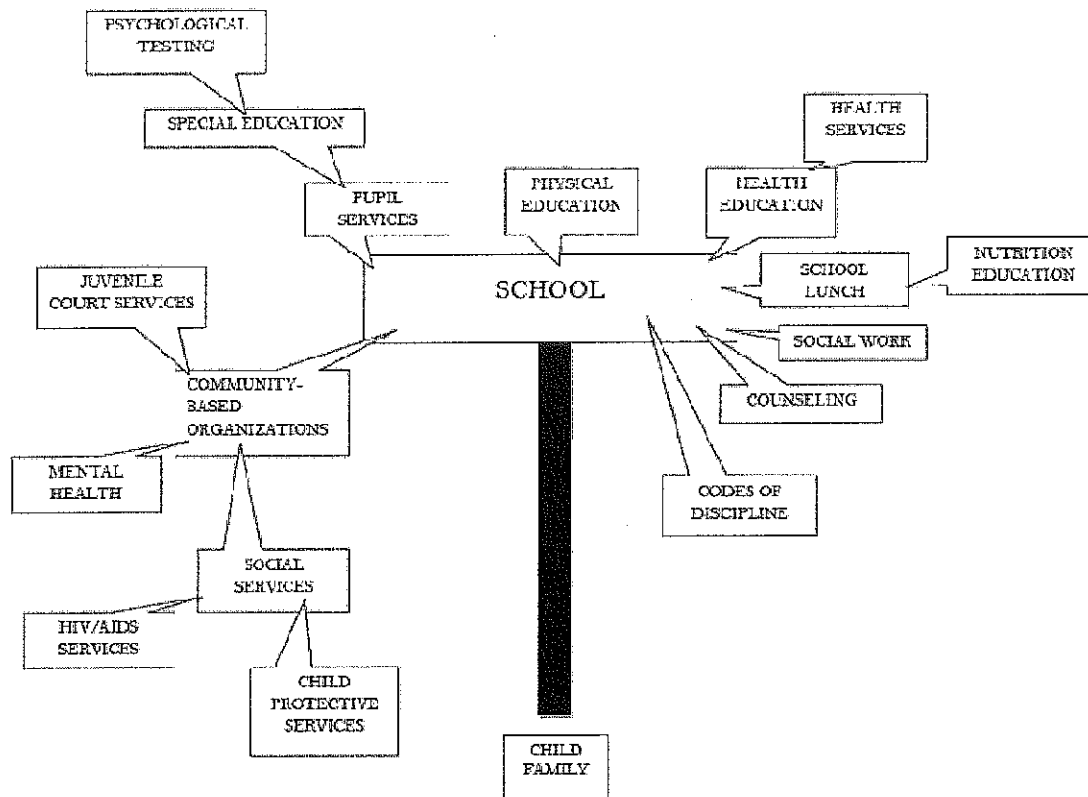 PSYCHOLOGICAL
TESTING
SPECIAL EDUCATION
HEALTH
SERVICES
PUPIL
SERVICES
PHYSICAL
EDUCATION
HEALTH
EDUCATION
JUVENILE
COURT SERVICES
SCHOOL
SCHOOL
LUNCH
NUTRITION
EDUCATION
SOCIAL WORK
COMMUNITY-
BASED
ORGANIZATIONS
COUNSELING
MENTAL
HEALTH
CODES OF
DISCIPLINE
SOCIAL
SERVICES
HIV/AIDS
SERVICES
CHILD
PROTECTIVE
SERVICES
CHILD
FAMILY